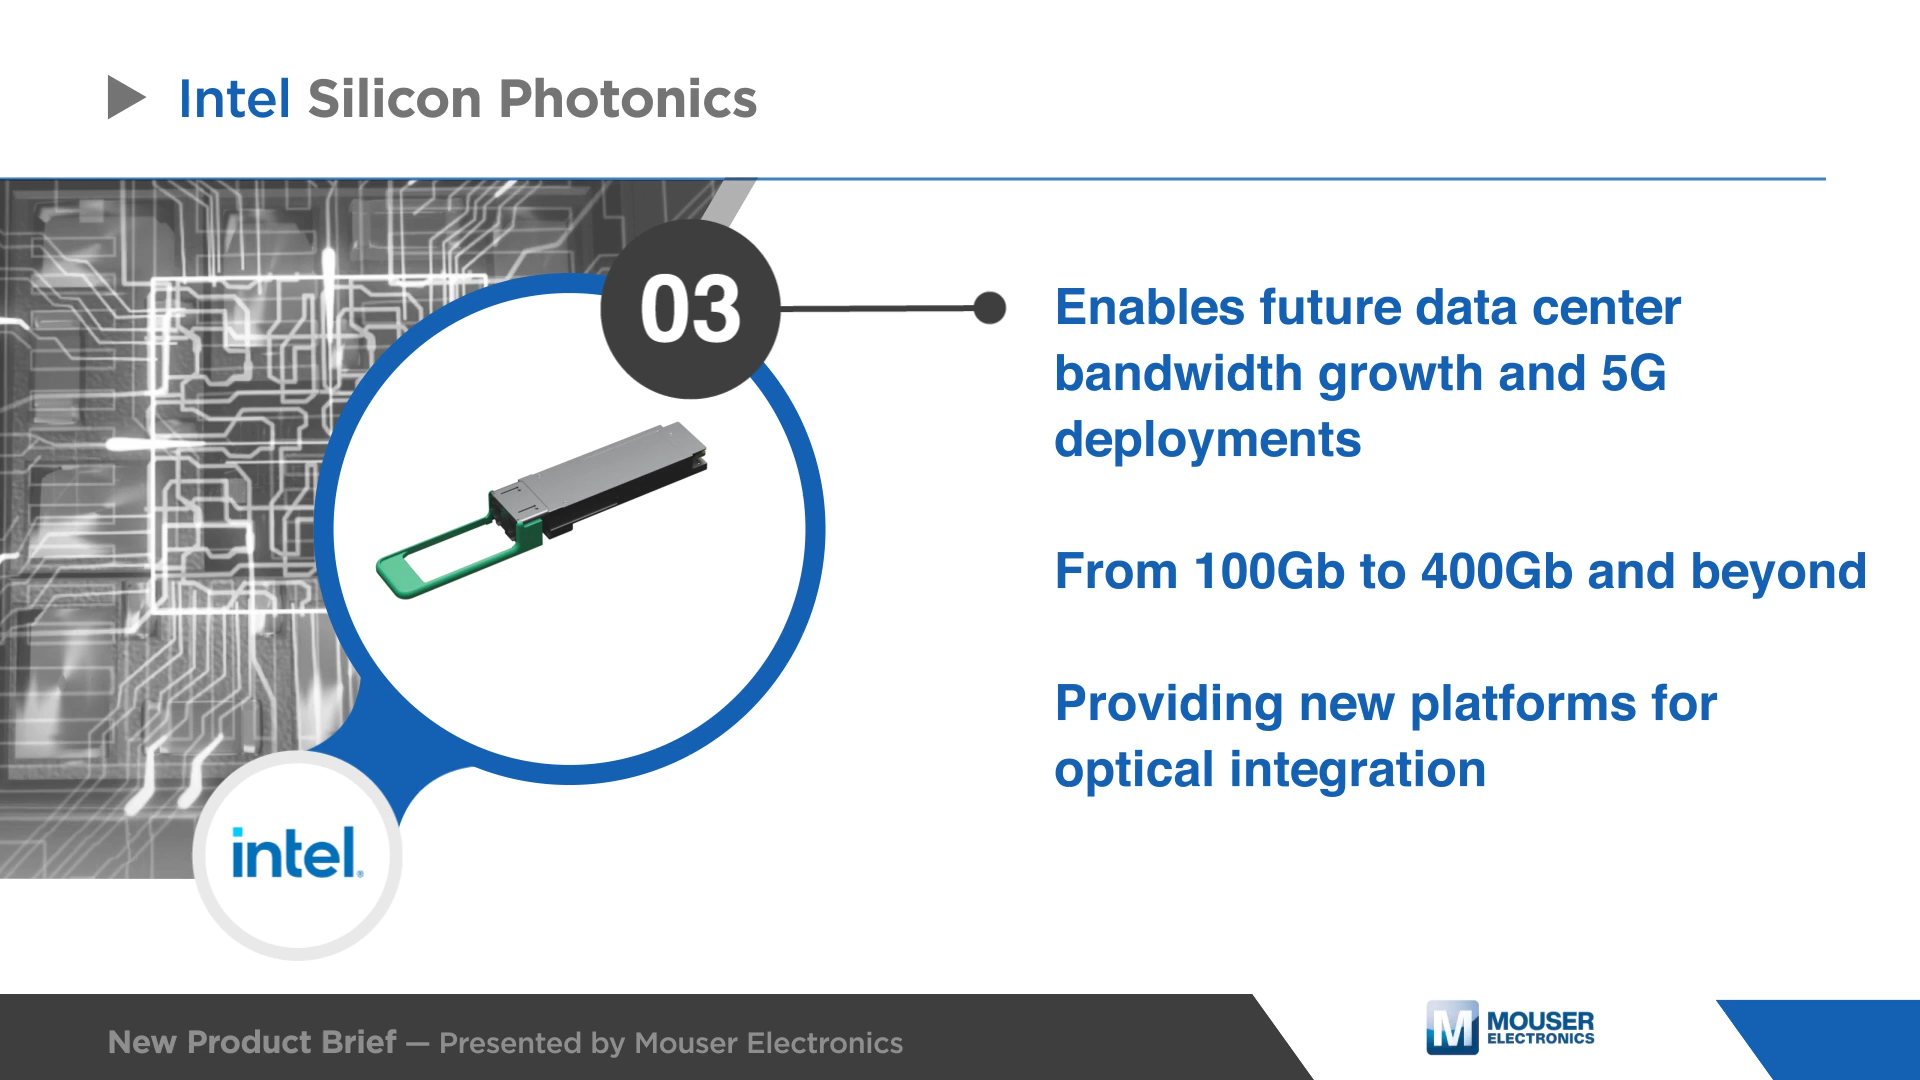 Intel Silicon Photonics
03
Enables future data center
bandwidth growth and 5G
deployments
From 100Gb to 400Gb and beyond
Providing new platforms for
optical integration
intel®
New Product Brief — Presented by Mouser Electronics
M
MOUSER
ELECTRONICS